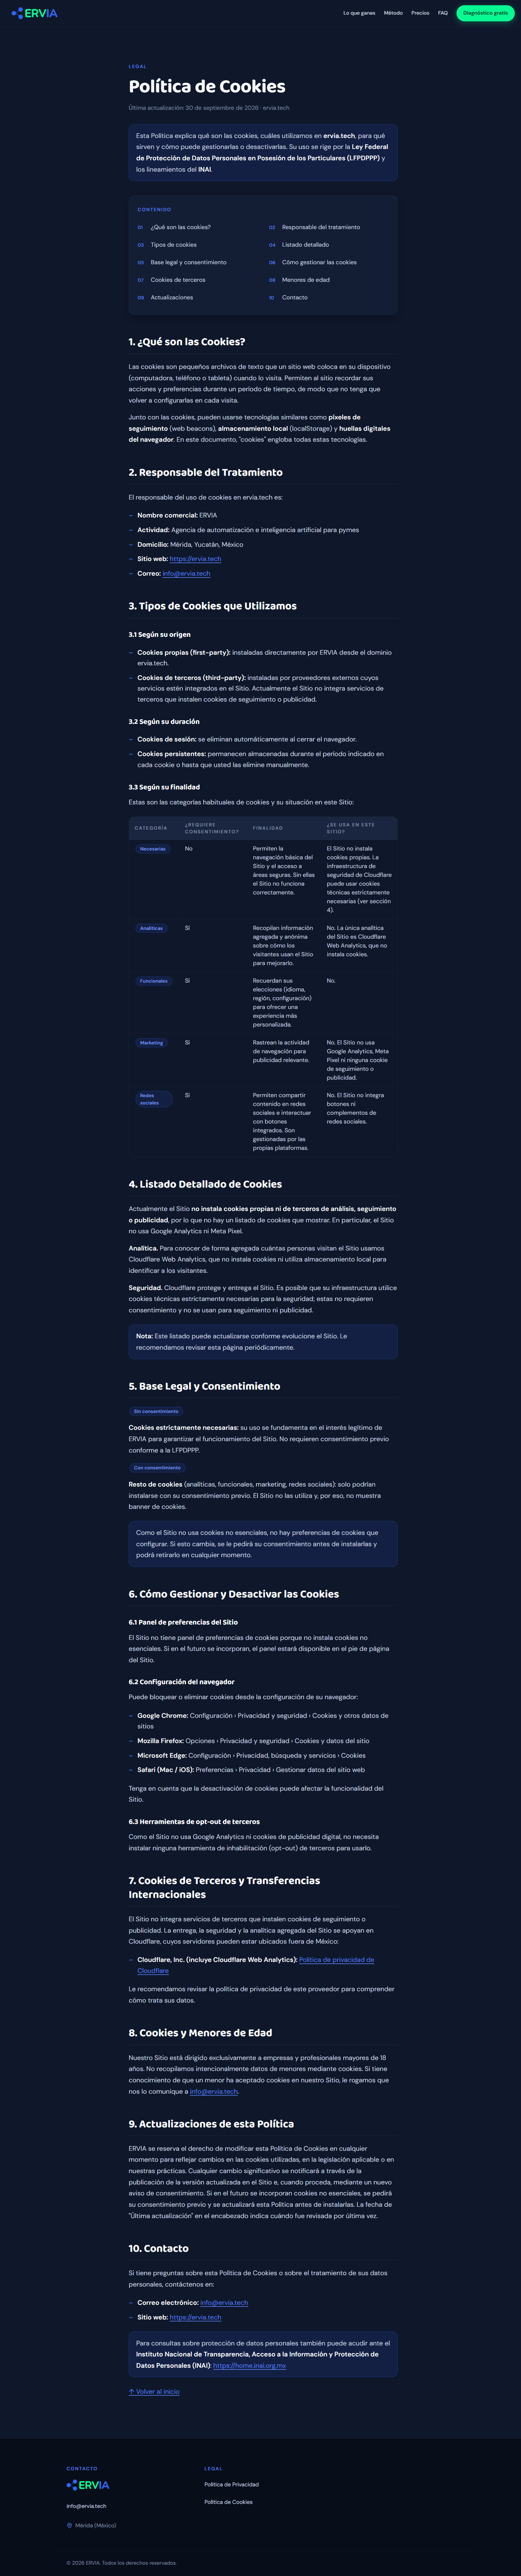 ERVIA
Lo que ganas
Método
Precios
FAQ
Diagnóstico gratis
LEGAL
Política de Cookies
Última actualización: 30 de septiembre de 2026 · ervia.tech
Esta Política explica qué son las cookies, cuáles utilizamos en ervia.tech, para qué
sirven y cómo puede gestionarlas o desactivarlas. Su uso se rige por la Ley Federal
de Protección de Datos Personales en Posesión de los Particulares (LFPDPPP) y
los lineamientos del INAI.
CONTENIDO
01 ¿Qué son las cookies?
02 Responsable del tratamiento
03 Tipos de cookies
04 Listado detallado
05 Base legal y consentimiento
06 Cómo gestionar las cookies
07 Cookies de terceros
08 Menores de edad
09 Actualizaciones
10 Contacto
1. ¿Qué son las Cookies?
Las cookies son pequeños archivos de texto que un sitio web coloca en su dispositivo
(computadora, teléfono o tableta) cuando lo visita. Permiten al sitio recordar sus
acciones y preferencias durante un período de tiempo, de modo que no tenga que
volver a configurarlas en cada visita.
Junto con las cookies, pueden usarse tecnologías similares como píxeles de
seguimiento (web beacons), almacenamiento local (localStorage) y huellas digitales
del navegador. En este documento, "cookies" engloba todas estas tecnologías.
2. Responsable del Tratamiento
El responsable del uso de cookies en ervia.tech es:
– Nombre comercial: ERVIA
– Actividad: Agencia de automatización e inteligencia artificial para pymes
– Domicilio: Mérida, Yucatán, México
– Sitio web: https://ervia.tech
– Correo: info@ervia.tech
3. Tipos de Cookies que Utilizamos
3.1 Según su origen
– Cookies propias (first-party): instaladas directamente por ERVIA desde el dominio
ervia.tech.
– Cookies de terceros (third-party): instaladas por proveedores externos cuyos
servicios estén integrados en el Sitio. Actualmente el Sitio no integra servicios de
terceros que instalen cookies de seguimiento o publicidad.
3.2 Según su duración
– Cookies de sesión: se eliminan automáticamente al cerrar el navegador.
– Cookies persistentes: permanecen almacenadas durante el período indicado en
cada cookie o hasta que usted las elimine manualmente.
3.3 Según su finalidad
Estas son las categorías habituales de cookies y su situación en este Sitio:
CATEGORÍA
¿REQUIERE
CONSENTIMIENTO?
FINALIDAD
¿SE USA EN ESTE
SITIO?
Necesarias
No
Permiten la
navegación básica del
Sitio y el acceso a
áreas seguras. Sin ellas
el Sitio no funciona
correctamente.
El Sitio no instala
cookies propias. La
infraestructura de
seguridad de Cloudflare
puede usar cookies
técnicas estrictamente
necesarias (ver sección
4).
Analíticas
Sí
Recopilan información
agregada y anónima
sobre cómo los
visitantes usan el Sitio
para mejorarlo.
No. La única analítica
del Sitio es Cloudflare
Web Analytics, que no
instala cookies.
Funcionales
Sí
Recuerdan sus
elecciones (idioma,
región, configuración)
para ofrecer una
experiencia más
personalizada.
No.
Marketing
Sí
Rastrean la actividad
de navegación para
publicidad relevante.
No. El Sitio no usa
Google Analytics, Meta
Pixel ni ninguna cookie
de seguimiento o
publicidad.
Redes
sociales
Sí
Permiten compartir
contenido en redes
sociales e interactuar
con botones
integrados. Son
gestionadas por las
propias plataformas.
No. El Sitio no integra
botones ni
complementos de
redes sociales.
4. Listado Detallado de Cookies
Actualmente el Sitio no instala cookies propias ni de terceros de análisis, seguimiento
o publicidad, por lo que no hay un listado de cookies que mostrar. En particular, el Sitio
no usa Google Analytics ni Meta Pixel.
Analítica. Para conocer de forma agregada cuántas personas visitan el Sitio usamos
Cloudflare Web Analytics, que no instala cookies ni utiliza almacenamiento local para
identificar a los visitantes.
Seguridad. Cloudflare protege y entrega el Sitio. Es posible que su infraestructura utilice
cookies técnicas estrictamente necesarias para la seguridad; estas no requieren
consentimiento y no se usan para seguimiento ni publicidad.
Nota: Este listado puede actualizarse conforme evolucione el Sitio. Le
recomendamos revisar esta página periódicamente.
5. Base Legal y Consentimiento
Sin consentimiento
Cookies estrictamente necesarias: su uso se fundamenta en el interés legítimo de
ERVIA para garantizar el funcionamiento del Sitio. No requieren consentimiento previo
conforme a la LFPDPPP.
Con consentimiento
Resto de cookies (analíticas, funcionales, marketing, redes sociales): solo podrían
instalarse con su consentimiento previo. El Sitio no las utiliza y, por eso, no muestra
banner de cookies.
Como el Sitio no usa cookies no esenciales, no hay preferencias de cookies que
configurar. Si esto cambia, se le pedirá su consentimiento antes de instalarlas y
podrá retirarlo en cualquier momento.
6. Cómo Gestionar y Desactivar las Cookies
6.1 Panel de preferencias del Sitio
El Sitio no tiene panel de preferencias de cookies porque no instala cookies no
esenciales. Si en el futuro se incorporan, el panel estará disponible en el pie de página
del Sitio.
6.2 Configuración del navegador
Puede bloquear o eliminar cookies desde la configuración de su navegador:
– Google Chrome: Configuración › Privacidad y seguridad › Cookies y otros datos de
sitios
– Mozilla Firefox: Opciones › Privacidad y seguridad › Cookies y datos del sitio
– Microsoft Edge: Configuración › Privacidad, búsqueda y servicios › Cookies
– Safari (Mac / iOS): Preferencias › Privacidad › Gestionar datos del sitio web
Tenga en cuenta que la desactivación de cookies puede afectar la funcionalidad del
Sitio.
6.3 Herramientas de opt-out de terceros
Como el Sitio no usa Google Analytics ni cookies de publicidad digital, no necesita
instalar ninguna herramienta de inhabilitación (opt-out) de terceros para usarlo.
7. Cookies de Terceros y Transferencias
Internacionales
El Sitio no integra servicios de terceros que instalen cookies de seguimiento o
publicidad. La entrega, la seguridad y la analítica agregada del Sitio se apoyan en
Cloudflare, cuyos servidores pueden estar ubicados fuera de México:
– Cloudflare, Inc. (incluye Cloudflare Web Analytics): Política de privacidad de
Cloudflare
Le recomendamos revisar la política de privacidad de este proveedor para comprender
cómo trata sus datos.
8. Cookies y Menores de Edad
Nuestro Sitio está dirigido exclusivamente a empresas y profesionales mayores de 18
años. No recopilamos intencionalmente datos de menores mediante cookies. Si tiene
conocimiento de que un menor ha aceptado cookies en nuestro Sitio, le rogamos que
nos lo comunique a info@ervia.tech.
9. Actualizaciones de esta Política
ERVIA se reserva el derecho de modificar esta Política de Cookies en cualquier
momento para reflejar cambios en las cookies utilizadas, en la legislación aplicable o en
nuestras prácticas. Cualquier cambio significativo se notificará a través de la
publicación de la versión actualizada en el Sitio e, cuando proceda, mediante un nuevo
aviso de consentimiento. Si en el futuro se incorporan cookies no esenciales, se pedirá
su consentimiento previo y se actualizará esta Política antes de instalarlas. La fecha de
"Última actualización" en el encabezado indica cuándo fue revisada por última vez.
10. Contacto
Si tiene preguntas sobre esta Política de Cookies o sobre el tratamiento de sus datos
personales, contáctenos en:
– Correo electrónico: info@ervia.tech
– Sitio web: https://ervia.tech
Para consultas sobre protección de datos personales también puede acudir ante el
Instituto Nacional de Transparencia, Acceso a la Información y Protección de
Datos Personales (INAI): https://home.inai.org.mx
↑ Volver al inicio
CONTACTO
ERVIA
info@ervia.tech
Mérida (México)
LEGAL
Política de Privacidad
Política de Cookies
© 2026 ERVIA. Todos los derechos reservados.